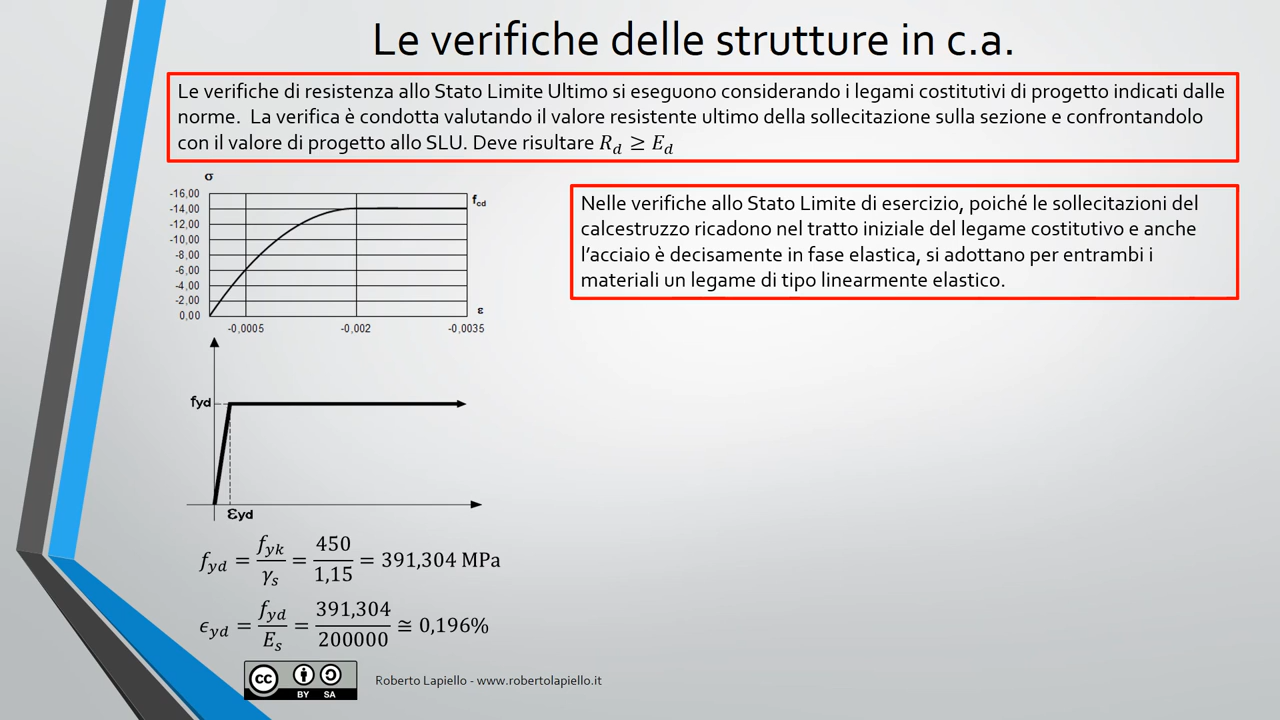 Le verifiche delle strutture in c.a.
Le verifiche di resistenza allo Stato Limite Ultimo si eseguono considerando i legami costitutivi di progetto indicati dalle
norme. La verifica è condotta valutando il valore resistente ultimo della sollecitazione sulla sezione e confrontandolo
con il valore di progetto allo SLU. Deve risultare R_d ≥ E_d
σ
-16,00
-14,00
-12,00
-10,00
-8,00
-6,00
-4,00
-2,00
0,00
f_cd
ε
-0,0005 -0,002 -0,0035
Nelle verifiche allo Stato Limite di esercizio, poiché le sollecitazioni del
calcestruzzo ricadono nel tratto iniziale del legame costitutivo e anche
l'acciaio è decisamente in fase elastica, si adottano per entrambi i
materiali un legame di tipo linearmente elastico.
fyd
εyd
f_yd = f_yk / γ_s = 450 / 1,15 = 391,304 MPa
ϵ_yd = f_yd / E_s = 391,304 / 200000 ≅ 0,196%
cc BY SA
Roberto Lapiello - www.robertolapiello.it